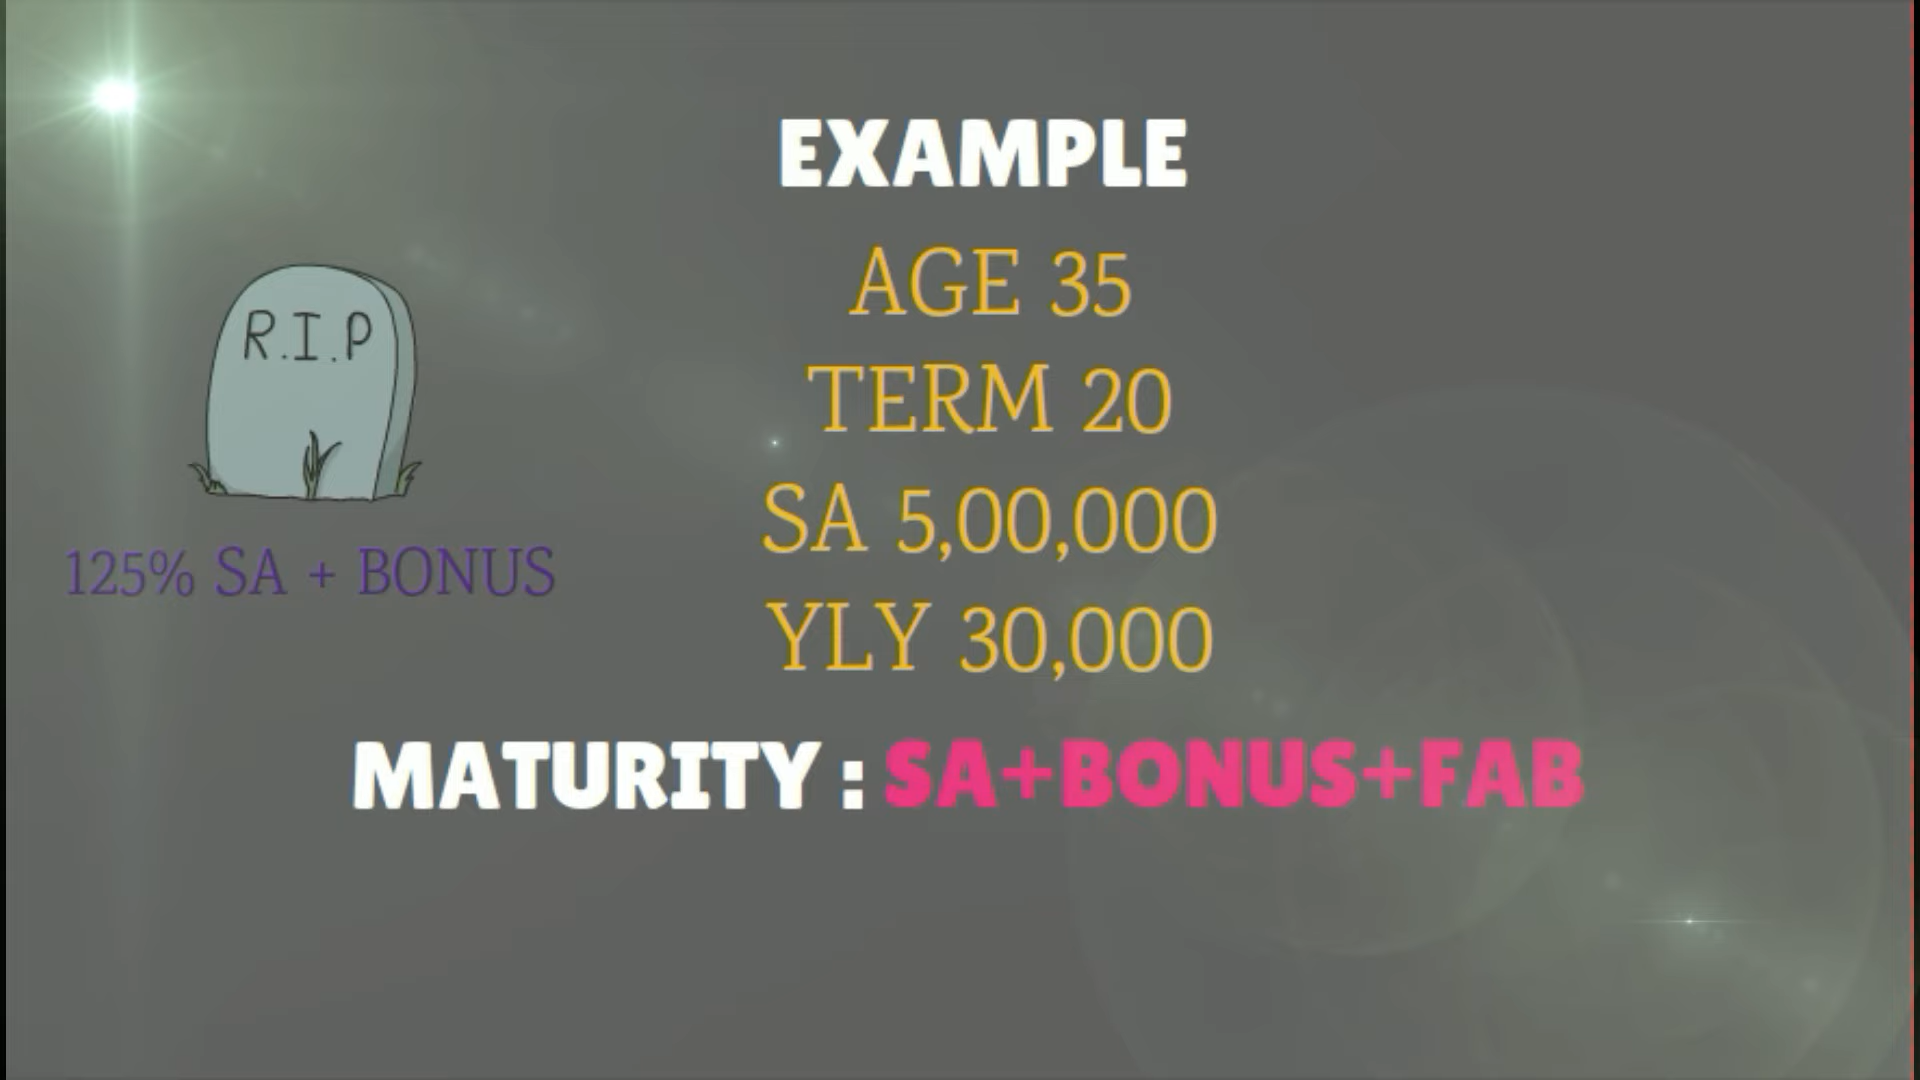 EXAMPLE
AGE 35
TERM 20
SA 5,00,000
YLY 30,000
R.I.P
125% SA + BONUS
MATURITY : SA+BONUS+FAB